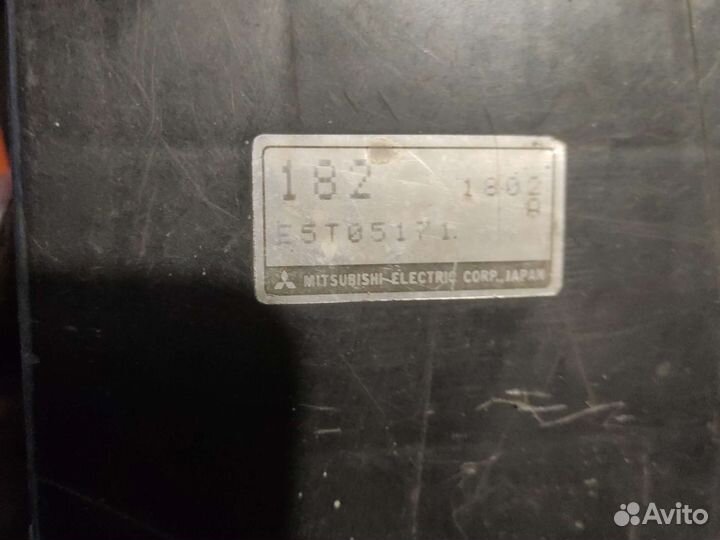 182 1802
A
E5T05171
MITSUBISHI ELECTRIC CORP., JAPAN
Avito